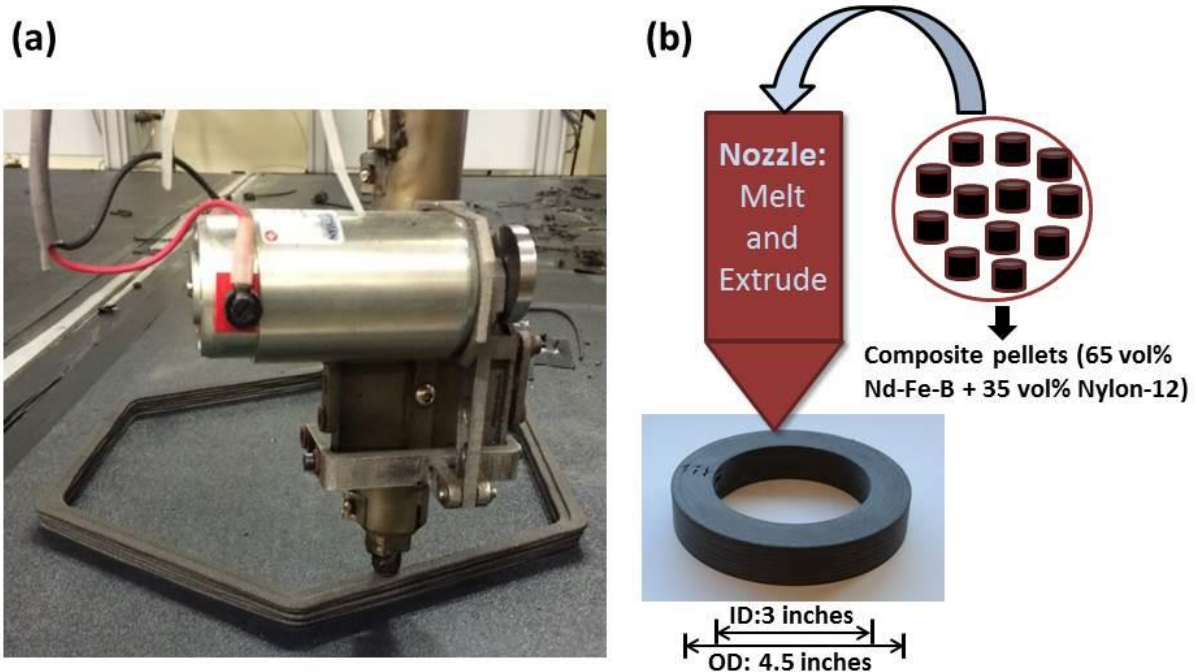 (a)
(b)
Nozzle:
Melt
and
Extrude
Composite pellets (65 vol%
Nd-Fe-B + 35 vol% Nylon-12)
ID:3 inches
OD: 4.5 inches